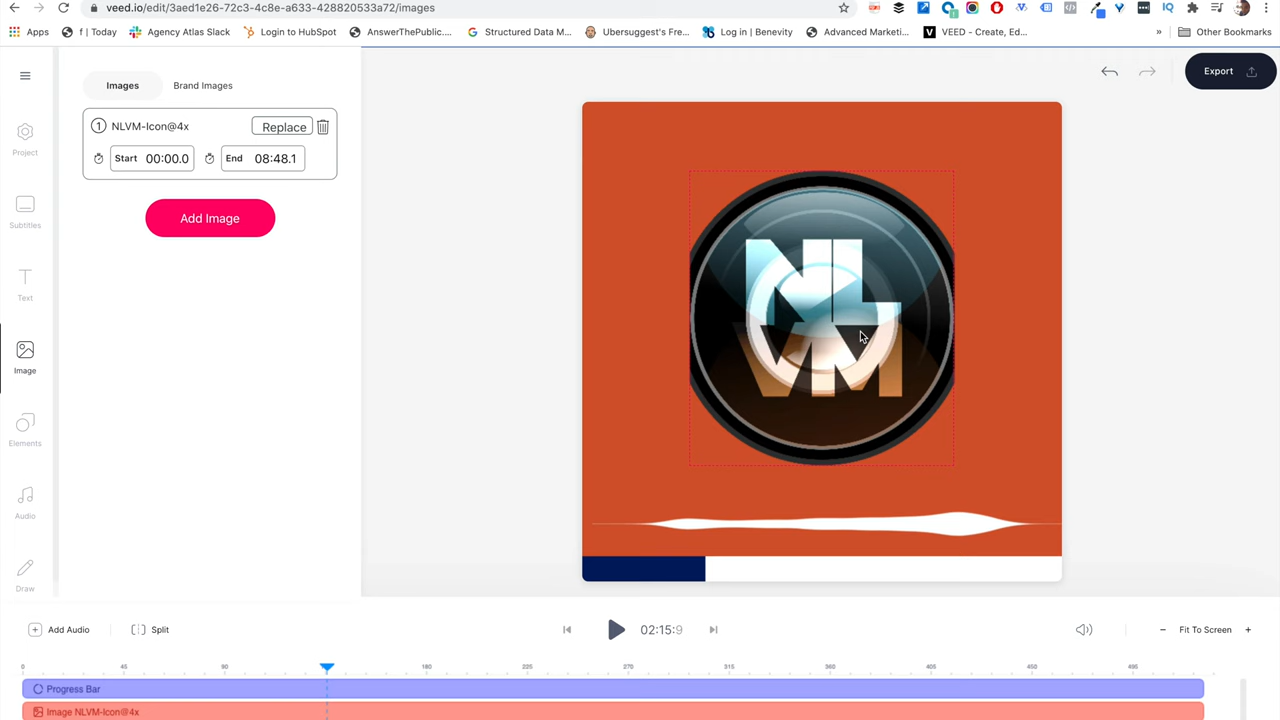 veed.io/edit/3aed1e26-72c3-4c8e-a633-428820533a72/images
Apps
f | Today
Agency Atlas Slack
Login to HubSpot
AnswerThePublic....
Structured Data M...
Ubersuggest's Fre...
Log in | Benevity
Advanced Marketi...
VEED - Create, Ed...
»
Other Bookmarks
Images
Brand Images
Export
1 NLVM-Icon@4x
Replace
Start 00:00.0
End 08:48.1
Add Image
Project
Subtitles
Text
Image
Elements
Audio
Draw
NL
VM
Add Audio
Split
02:15:9
Fit To Screen
0 45 90 180 225 270 315 360 405 450 495
Progress Bar
Image NLVM-Icon@4x